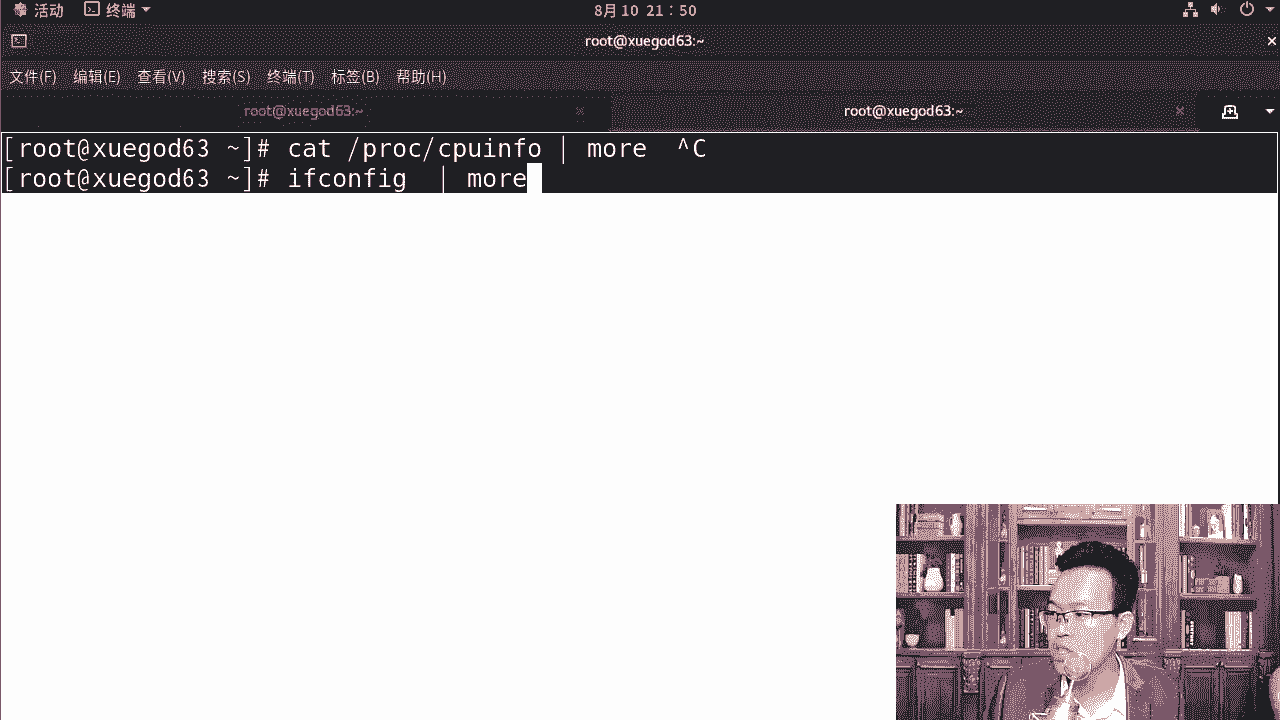 活动 终端 8月 10 21：50
root@xuegod63:~
文件(F) 编辑(E) 查看(V) 搜索(S) 终端(T) 标签(B) 帮助(H)
root@xuegod63:~ root@xuegod63:~
[root@xuegod63 ~]# cat /proc/cpuinfo | more ^C
[root@xuegod63 ~]# ifconfig | more